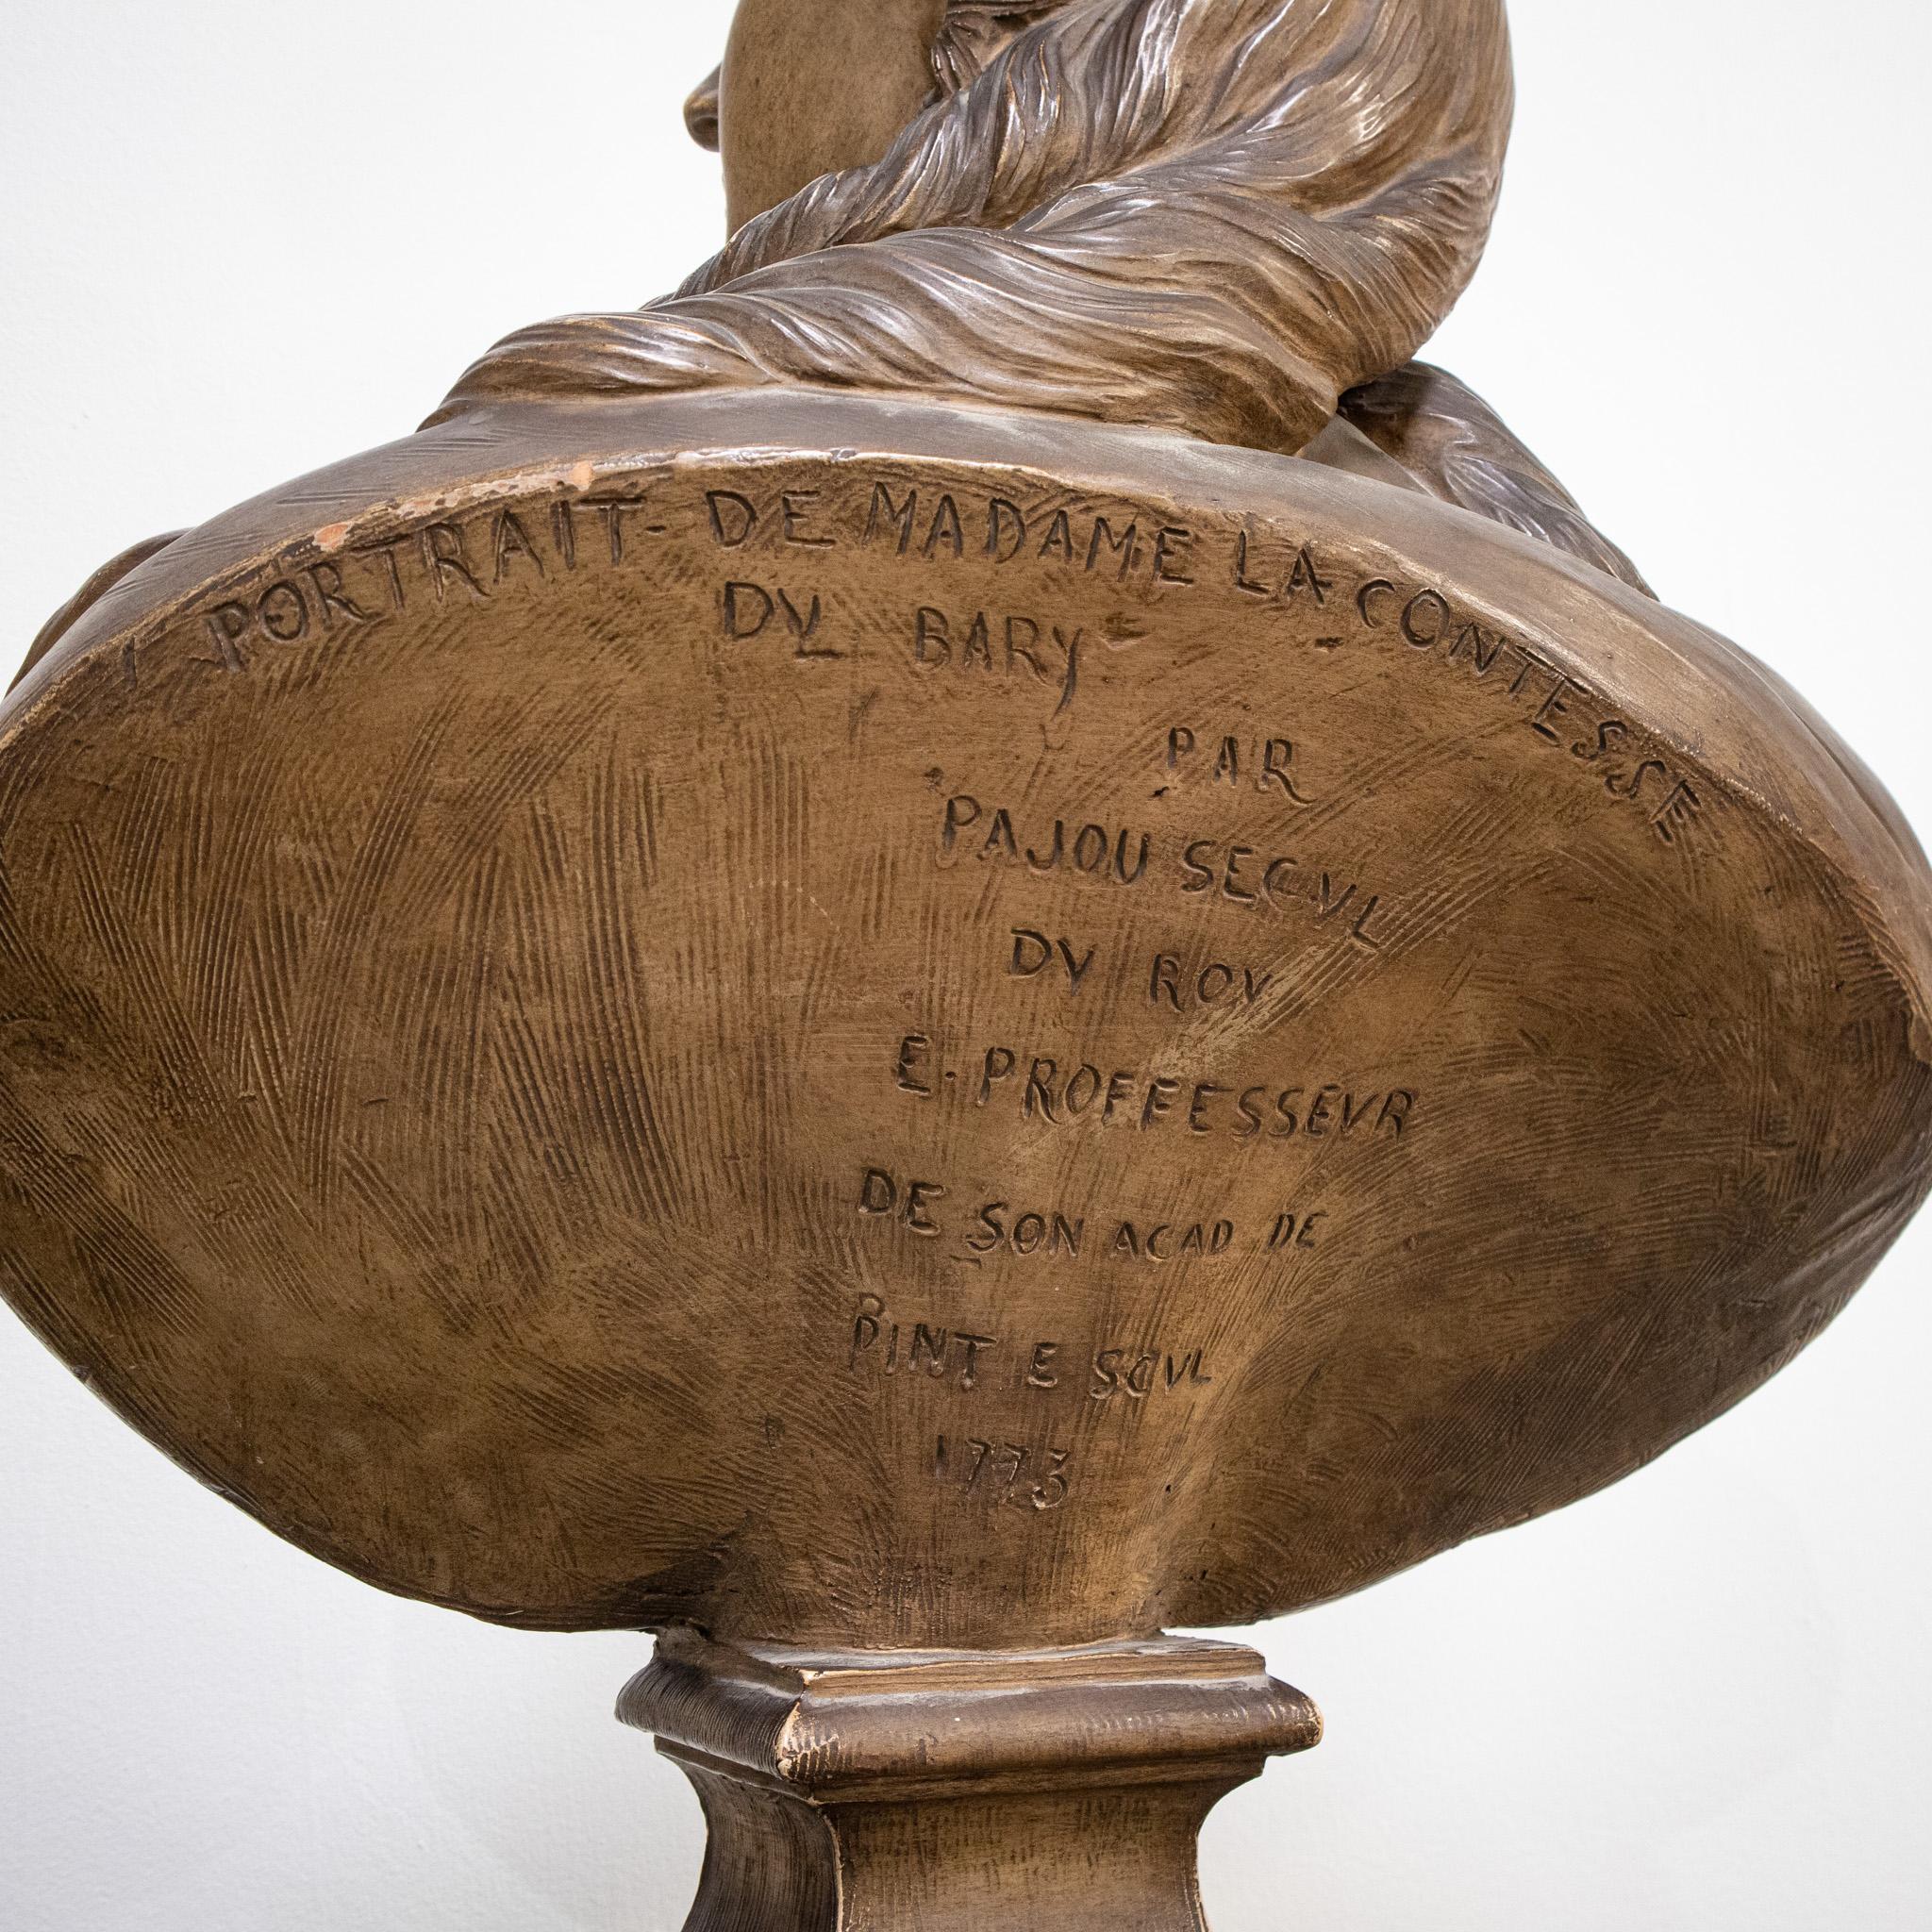 PORTRAIT - DE MADAME LA CONTESSE
DV BARY -
PAR
PAJOU SECVL
DV ROV
E. PROFFESSEVR
DE SON ACAD DE
PINT E SCVL
1773